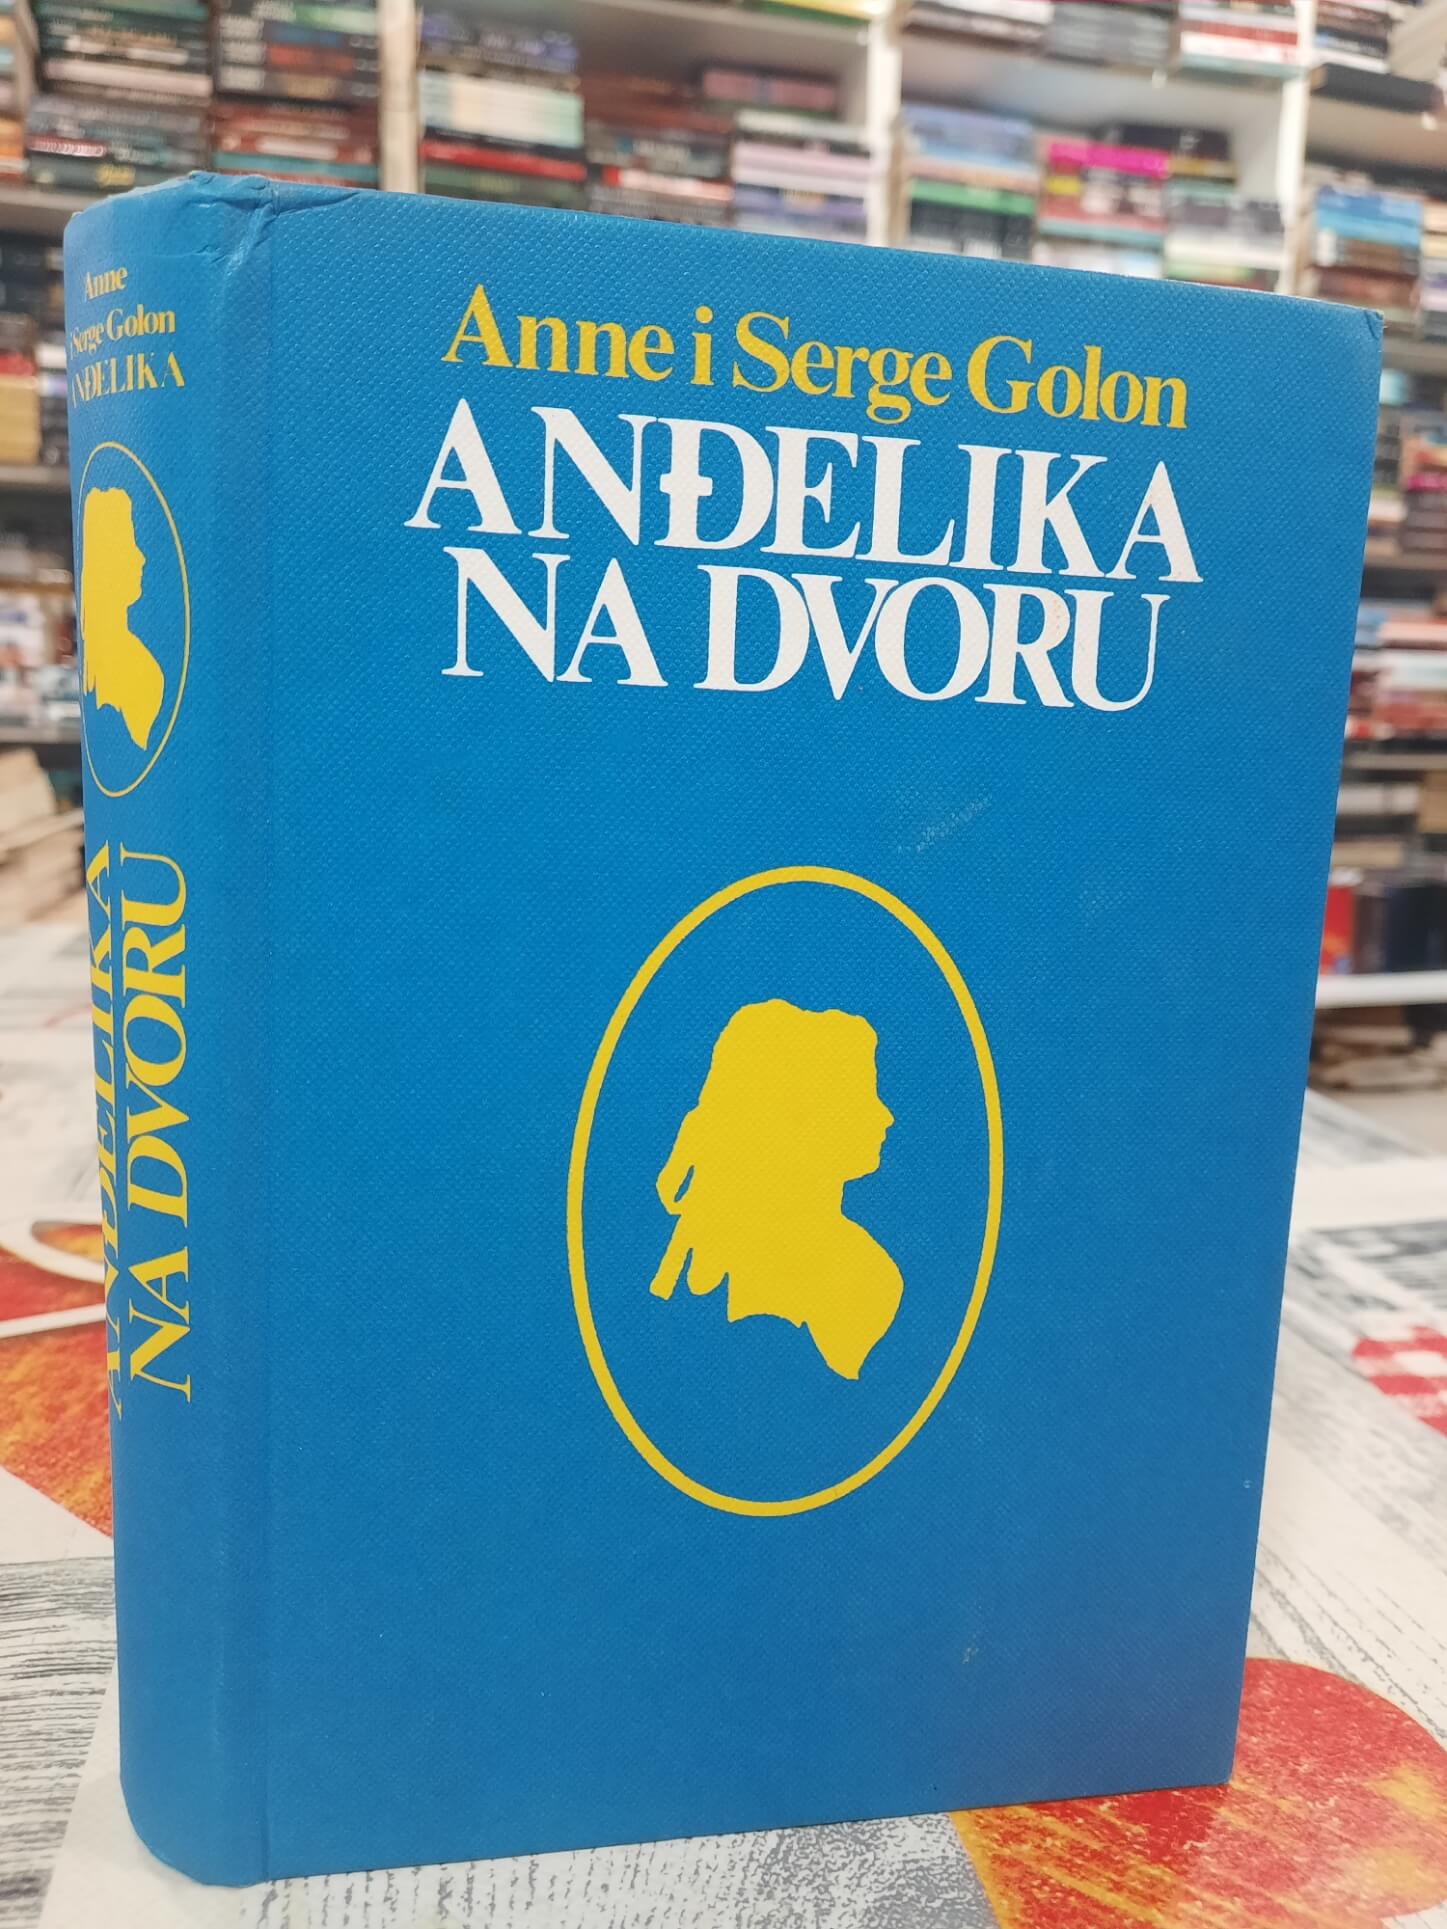 Anne i Serge Golon
ANĐELIKA
NA DVORU
Anne
i Serge Golon
ANĐELIKA
ANĐELIKA
NA DVORU